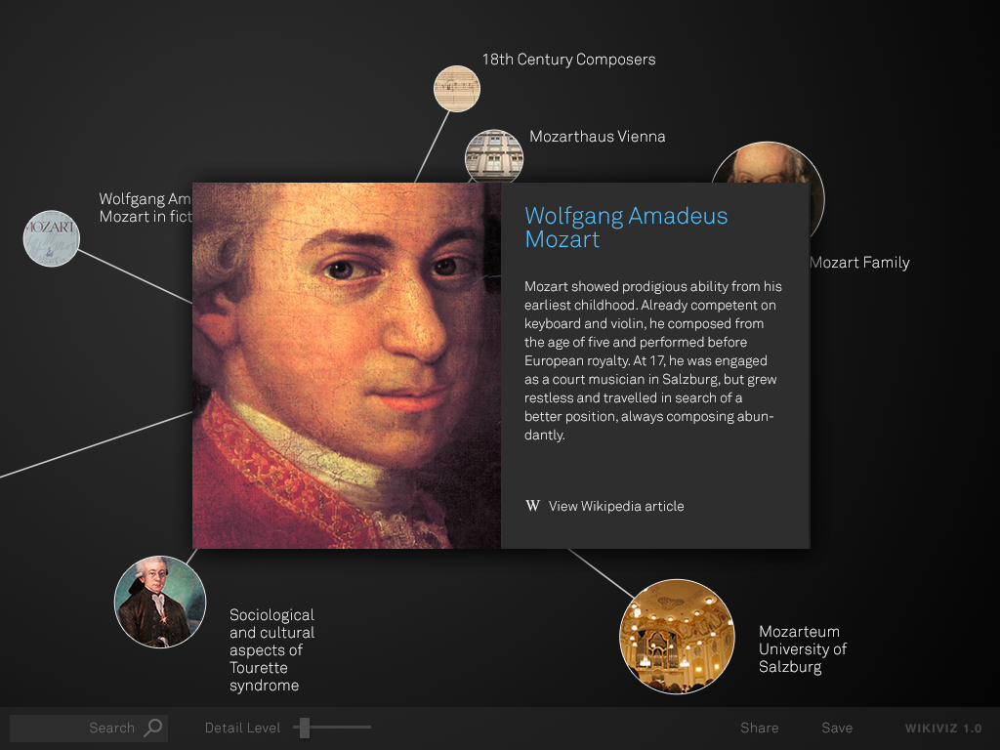 18th Century Composers
Mozarthaus Vienna
Wolfgang Am
Mozart in fict
MOZART
Wolfgang Amadeus
Mozart
Mozart showed prodigious ability from his
earliest childhood. Already competent on
keyboard and violin, he composed from
the age of five and performed before
European royalty. At 17, he was engaged
as a court musician in Salzburg, but grew
restless and travelled in search of a
better position, always composing abun-
dantly.
W View Wikipedia article
Mozart Family
Sociological
and cultural
aspects of
Tourette
syndrome
Mozarteum
University of
Salzburg
Search
Detail Level
Share
Save
WIKIVIZ 1.0